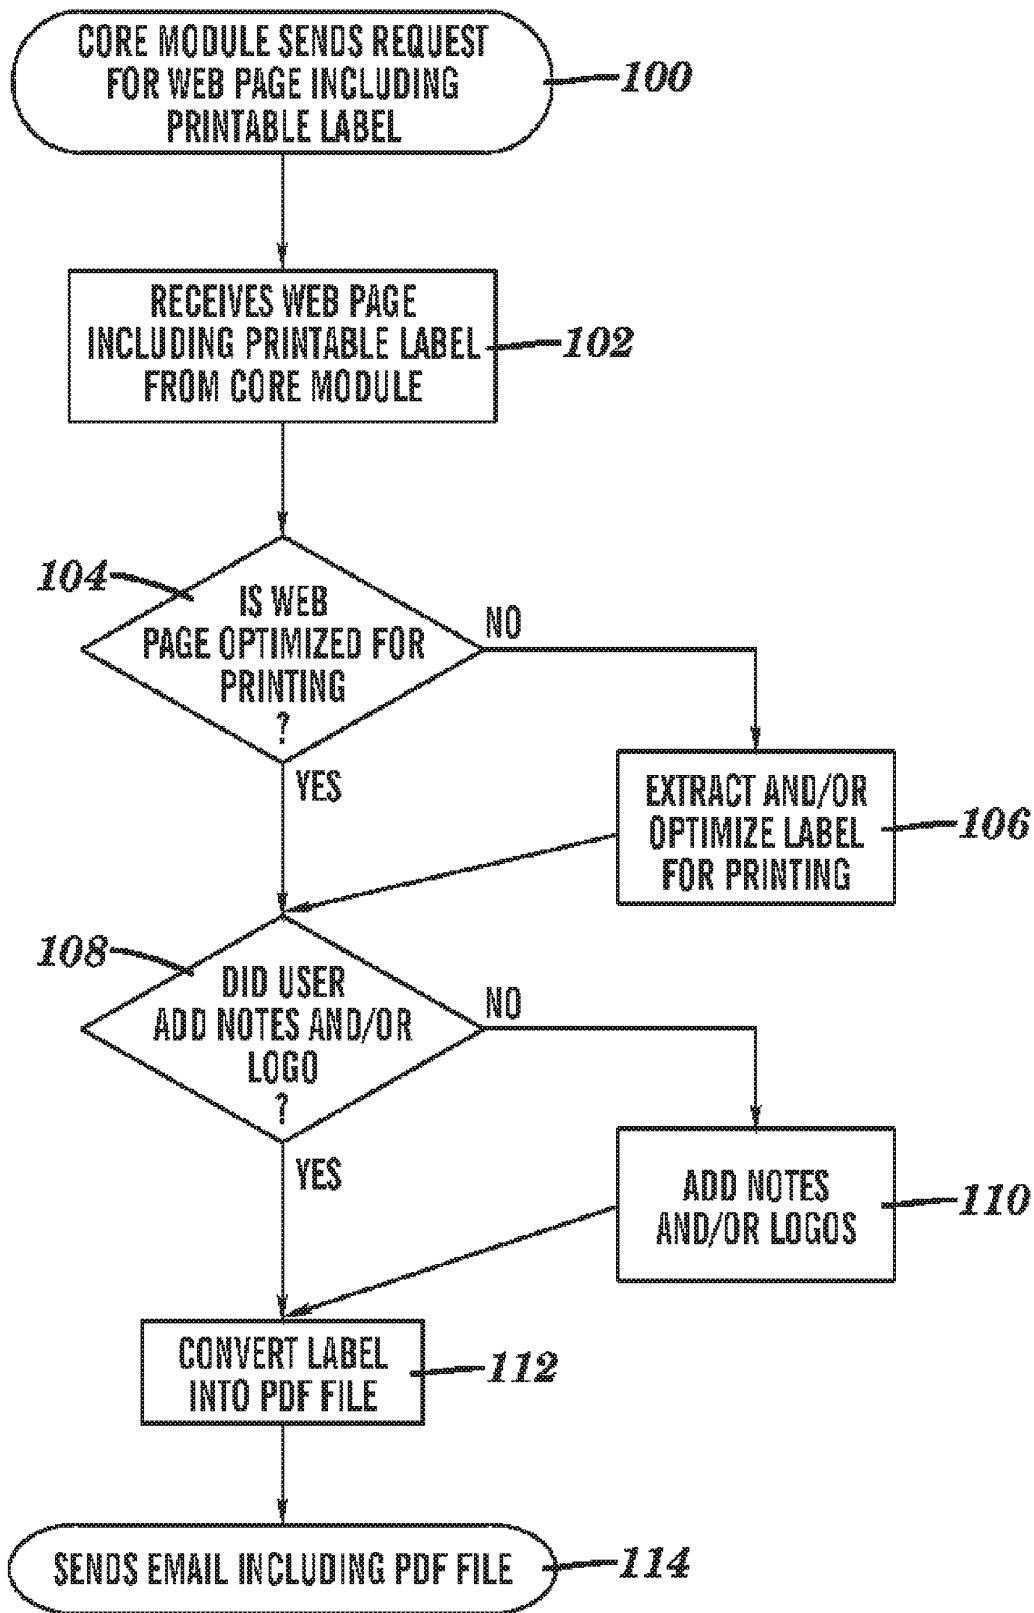 CORE MODULE SENDS REQUEST
FOR WEB PAGE INCLUDING
PRINTABLE LABEL
100
RECEIVES WEB PAGE
INCLUDING PRINTABLE LABEL
FROM CORE MODULE
102
104
IS WEB
PAGE OPTIMIZED FOR
PRINTING
?
NO
YES
EXTRACT AND/OR
OPTIMIZE LABEL
FOR PRINTING
106
108
DID USER
ADD NOTES AND/OR
LOGO
?
NO
YES
ADD NOTES
AND/OR LOGOS
110
CONVERT LABEL
INTO PDF FILE
112
SENDS EMAIL INCLUDING PDF FILE
114